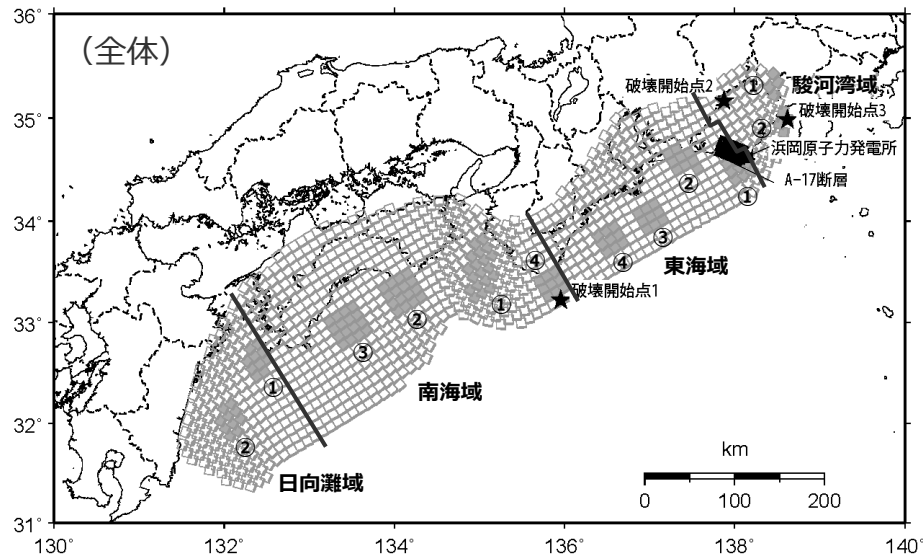 36°
（全体）
破壊開始点2
①
駿河湾域
35°
破壊開始点3
②
浜岡原子力発電所
A-17断層
②
①
34°
③
④
④
東海域
破壊開始点1
①
33°
②
③
①
南海域
32°
②
日向灘域
km
0 100 200
31°
130 132 134 136 138 140°